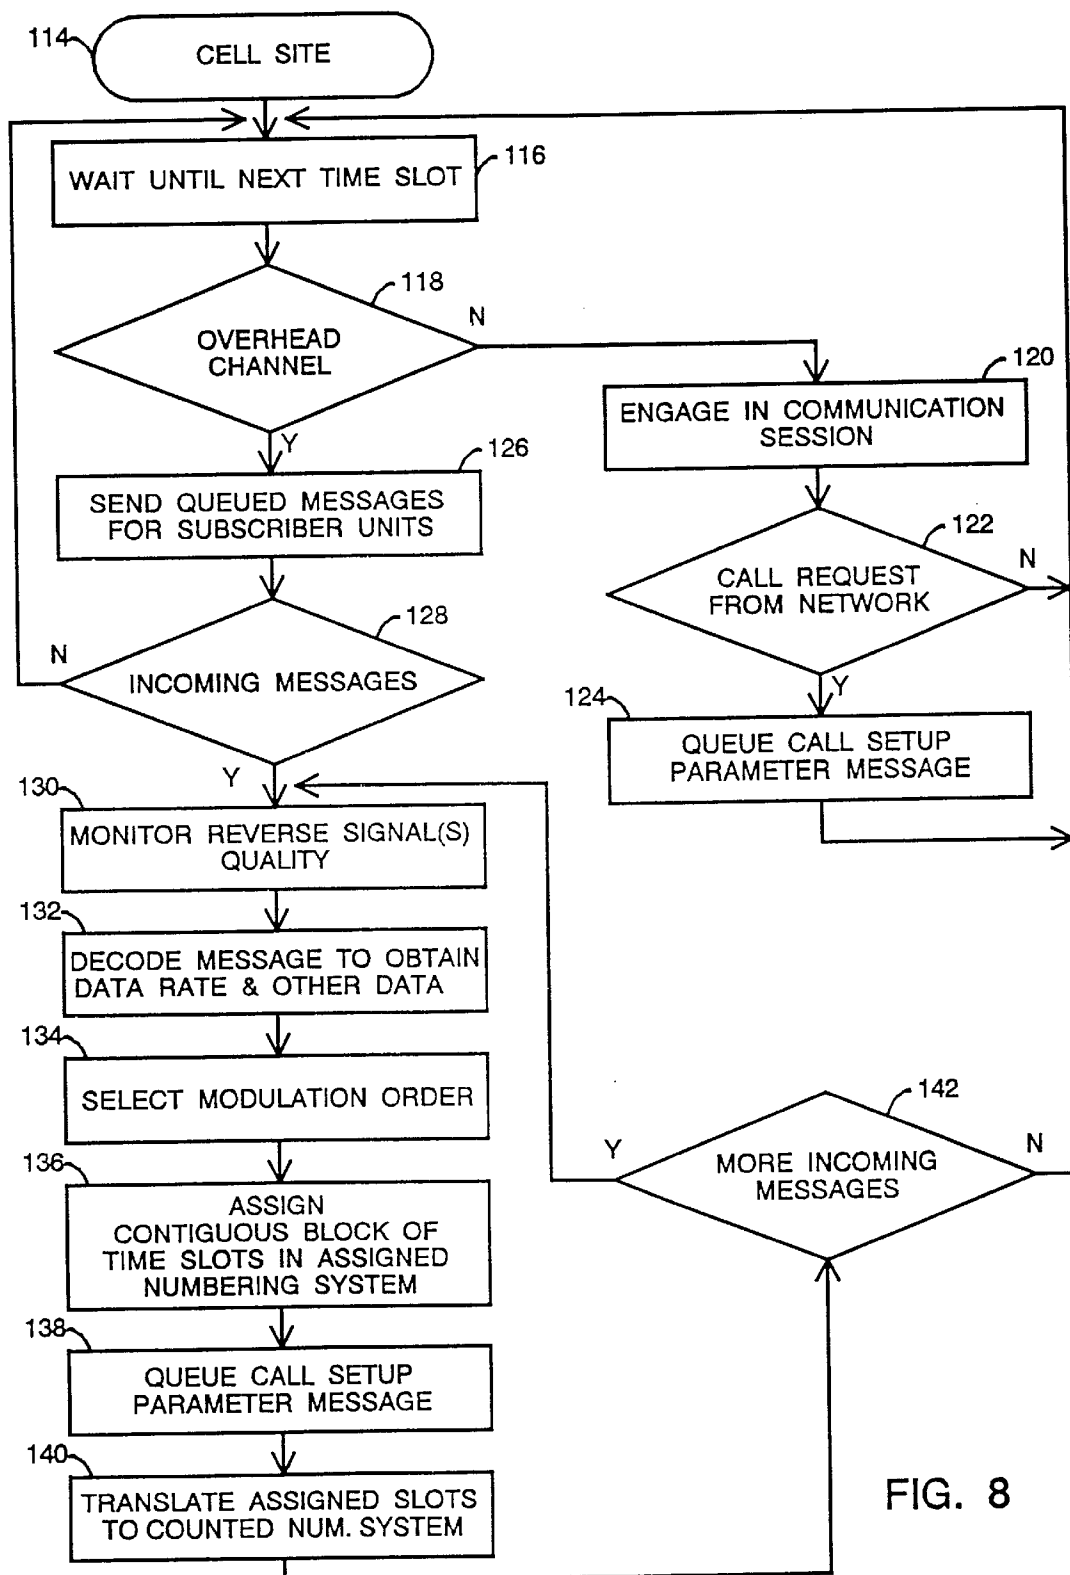 114
CELL SITE
116
WAIT UNTIL NEXT TIME SLOT
118
N
OVERHEAD
CHANNEL
Y
120
ENGAGE IN COMMUNICATION
SESSION
126
SEND QUEUED MESSAGES
FOR SUBSCRIBER UNITS
122
N
CALL REQUEST
FROM NETWORK
Y
128
N
INCOMING MESSAGES
Y
124
QUEUE CALL SETUP
PARAMETER MESSAGE
130
MONITOR REVERSE SIGNAL(S)
QUALITY
132
DECODE MESSAGE TO OBTAIN
DATA RATE & OTHER DATA
134
SELECT MODULATION ORDER
142
Y
N
MORE INCOMING
MESSAGES
136
ASSIGN
CONTIGUOUS BLOCK OF
TIME SLOTS IN ASSIGNED
NUMBERING SYSTEM
138
QUEUE CALL SETUP
PARAMETER MESSAGE
140
TRANSLATE ASSIGNED SLOTS
TO COUNTED NUM. SYSTEM
FIG. 8